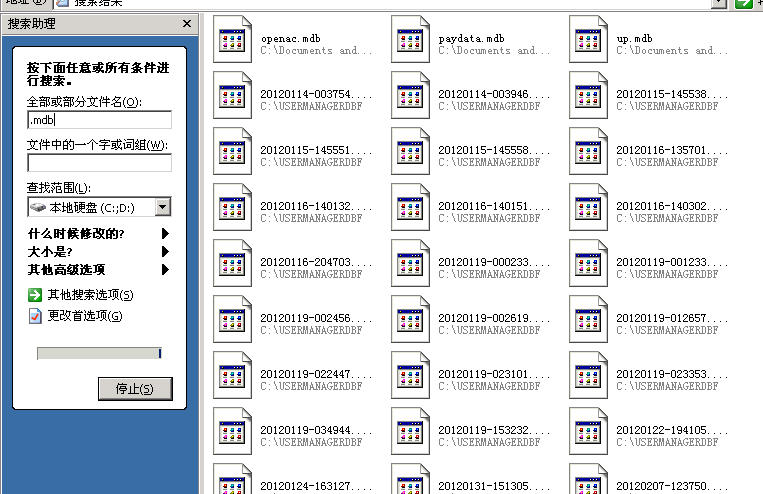 搜索结果
搜索助理
按下面任意或所有条件进
行搜索。
全部或部分文件名(O):
.mdb
文件中的一个字或词组(W):
查找范围(L):
本地硬盘 (C:;D:)
什么时候修改的?
大小是?
其他高级选项
其他搜索选项(S)
更改首选项(G)
停止(S)
openac.mdb
C:\Documents and...
paydata.mdb
C:\Documents and...
up.mdb
C:\Documents and...
20120114-003754....
C:\USERMANAGERDBF
20120114-003946....
C:\USERMANAGERDBF
20120115-145538....
C:\USERMANAGERDBF
20120115-145551....
C:\USERMANAGERDBF
20120115-145558....
C:\USERMANAGERDBF
20120116-135701....
C:\USERMANAGERDBF
20120116-140132....
C:\USERMANAGERDBF
20120116-140151....
C:\USERMANAGERDBF
20120116-140302....
C:\USERMANAGERDBF
20120116-204703....
C:\USERMANAGERDBF
20120119-000233....
C:\USERMANAGERDBF
20120119-001233....
C:\USERMANAGERDBF
20120119-002456....
C:\USERMANAGERDBF
20120119-002619....
C:\USERMANAGERDBF
20120119-012657....
C:\USERMANAGERDBF
20120119-022447....
C:\USERMANAGERDBF
20120119-023101....
C:\USERMANAGERDBF
20120119-023353....
C:\USERMANAGERDBF
20120119-034944....
C:\USERMANAGERDBF
20120119-153232....
C:\USERMANAGERDBF
20120122-194105....
C:\USERMANAGERDBF
20120124-163127....
20120131-151305....
20120207-123750....